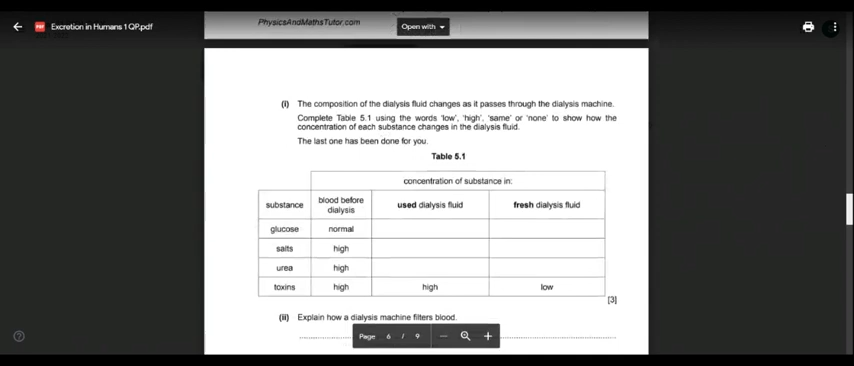 Excretion in Humans 1 QP.pdf
PhysicsAndMathsTutor.com
Open with
(i) The composition of the dialysis fluid changes as it passes through the dialysis machine.
Complete Table 5.1 using the words 'low', 'high', 'same' or 'none' to show how the
concentration of each substance changes in the dialysis fluid.
The last one has been done for you.
Table 5.1
concentration of substance in:
substance blood before dialysis used dialysis fluid fresh dialysis fluid
glucose normal
salts high
urea high
toxins high high low
[3]
(ii) Explain how a dialysis machine filters blood.
Page 6 / 9